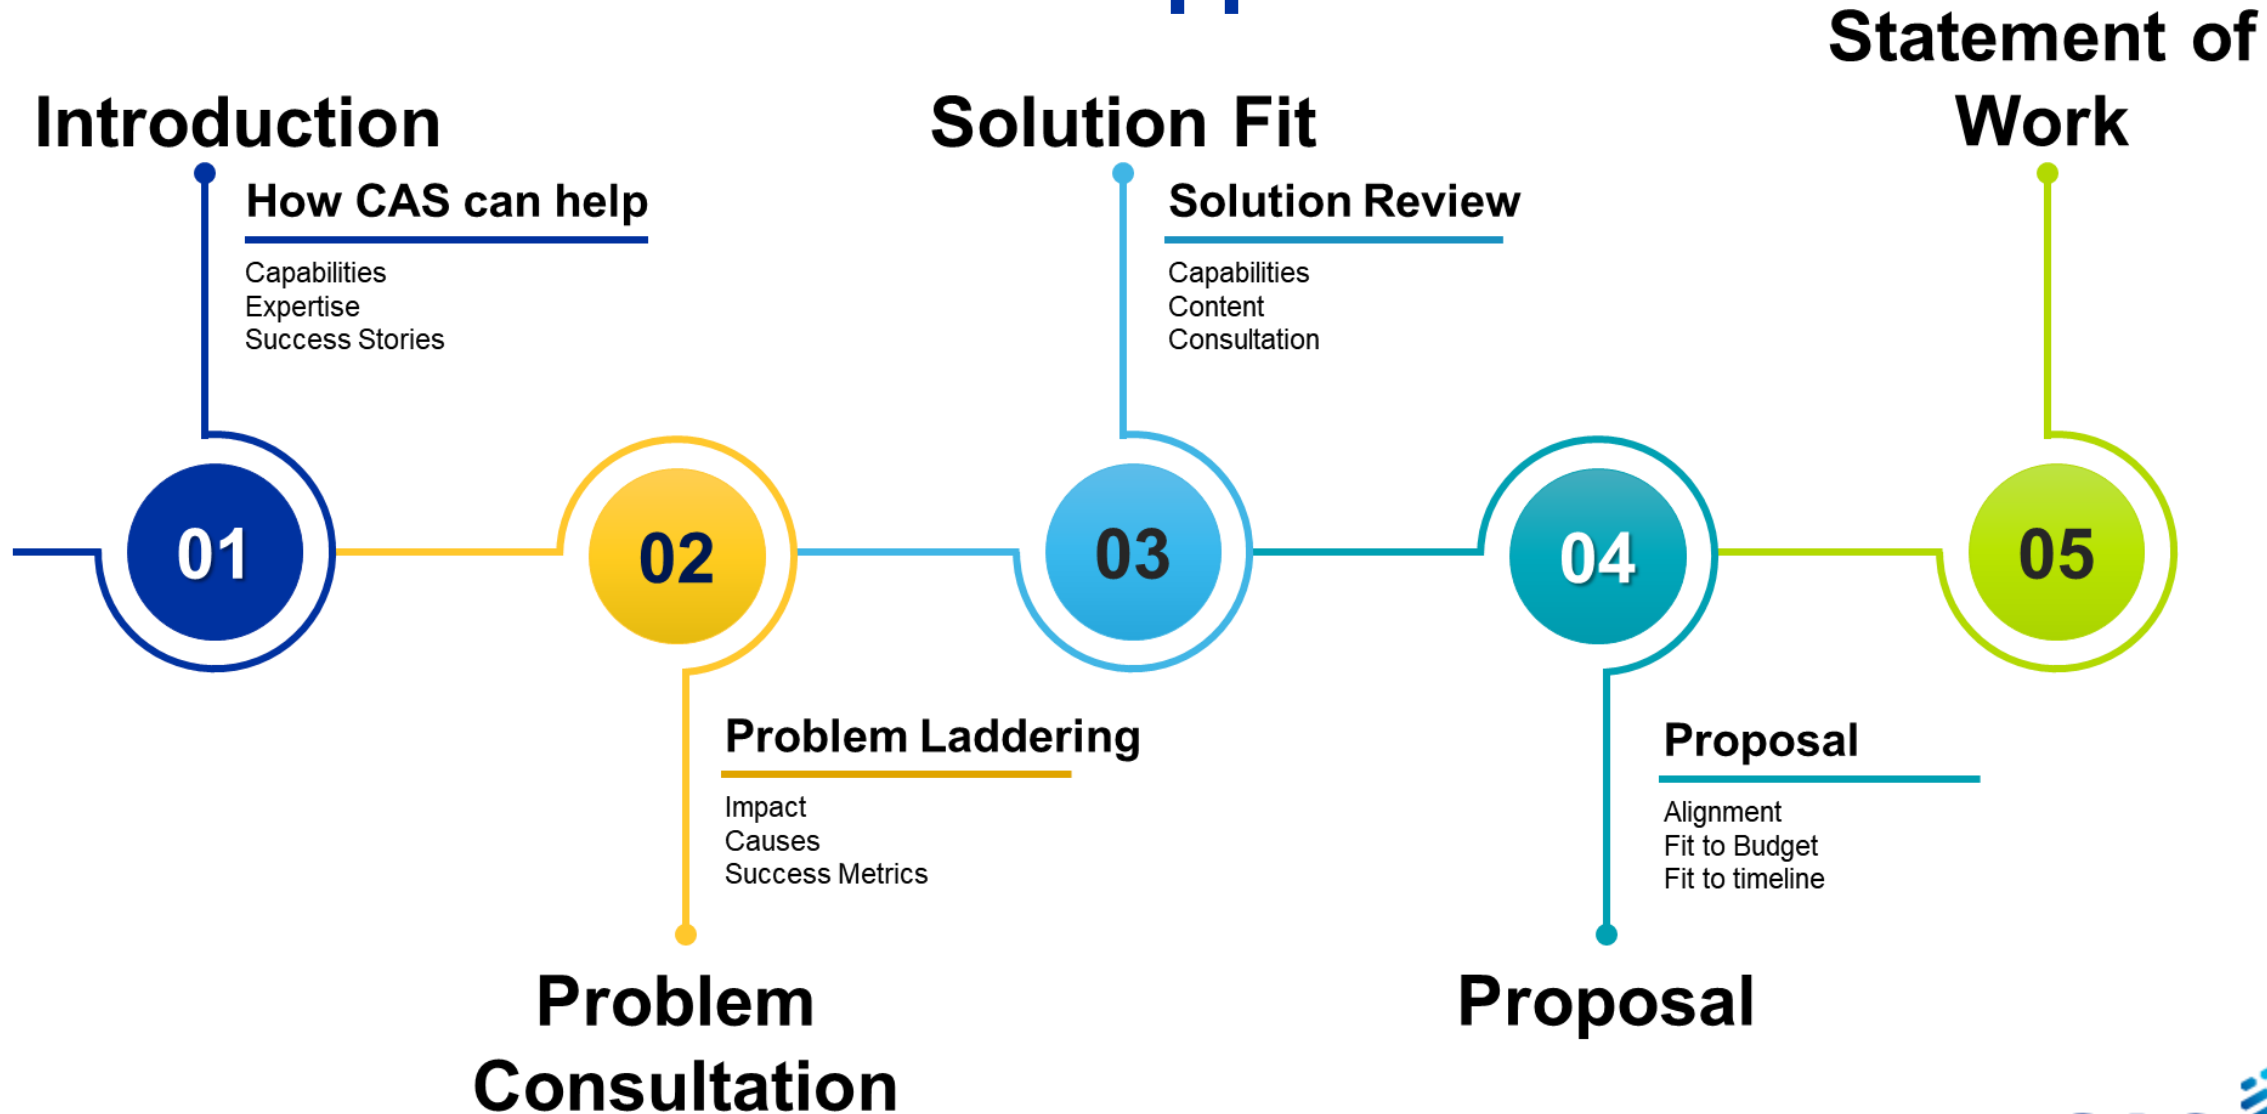 Introduction
How CAS can help
Capabilities
Expertise
Success Stories
01
02
Problem Laddering
Impact
Causes
Success Metrics
Problem
Consultation
Solution Fit
Solution Review
Capabilities
Content
Consultation
03
04
Proposal
Alignment
Fit to Budget
Fit to timeline
Proposal
Statement of
Work
05